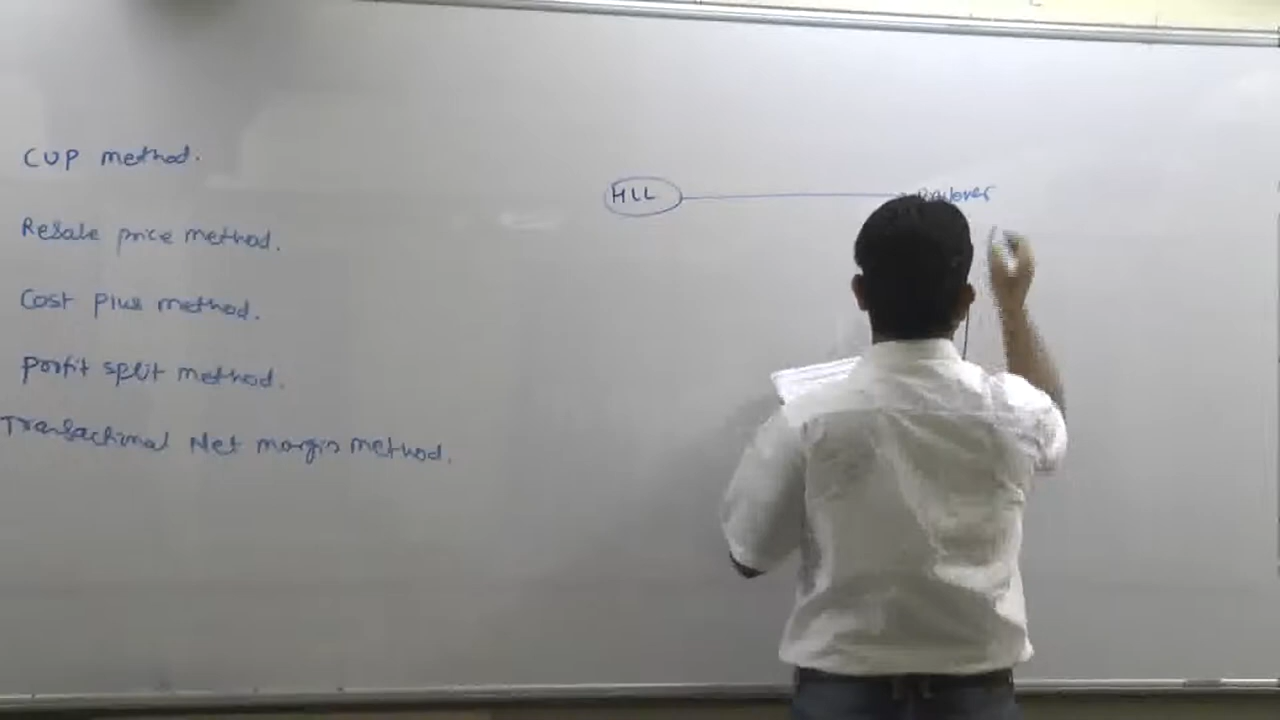 CUP method.
Resale price method.
Cost plus method.
profit split method.
Transactional Net margin method.
HLL